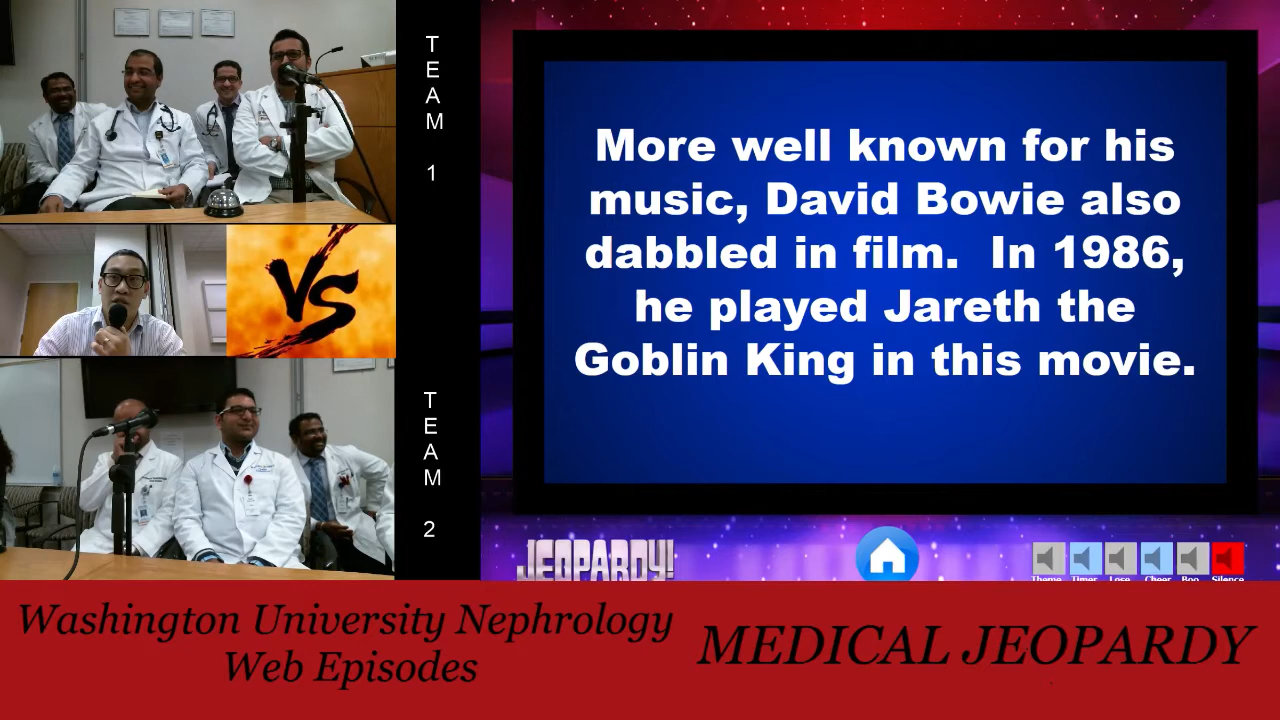 TEAM 1
VS
TEAM 2
More well known for his
music, David Bowie also
dabbled in film.  In 1986,
he played Jareth the
Goblin King in this movie.
JEOPARDY!
Theme Timer Lose Cheer Boo Silence
Washington University Nephrology
Web Episodes
MEDICAL JEOPARDY